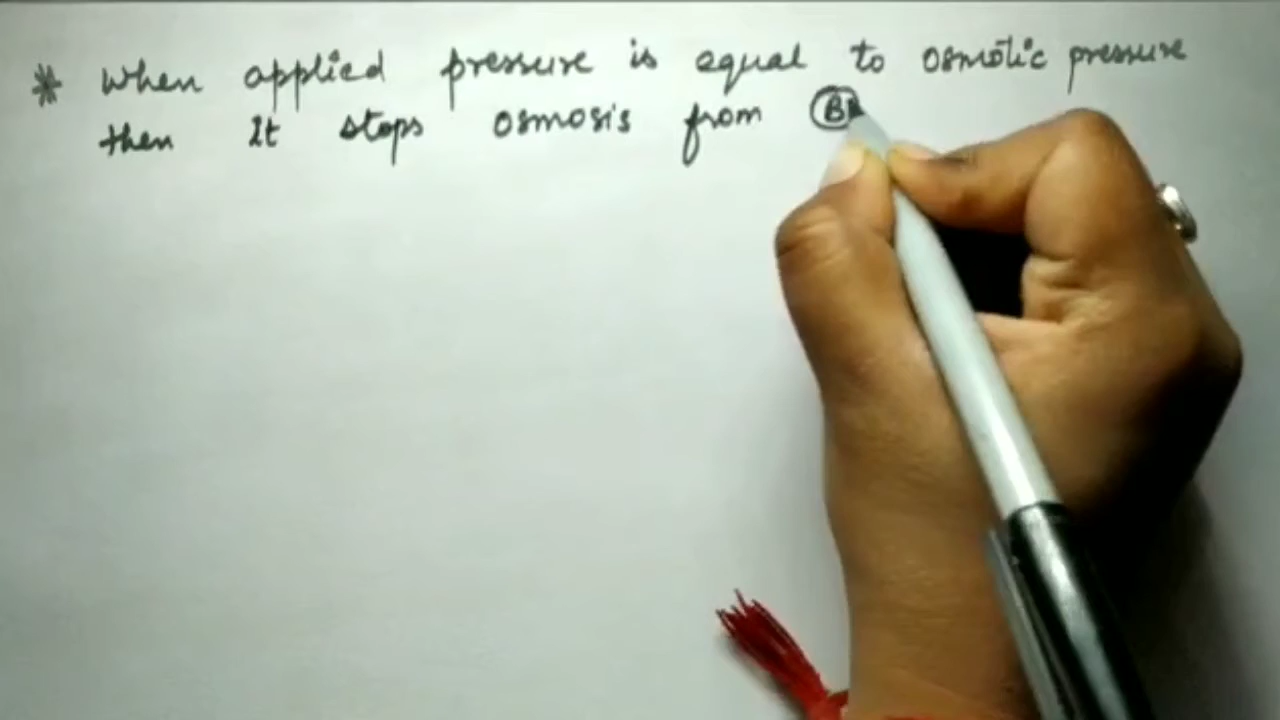 * When applied pressure is equal to osmotic pressure
then It stops osmosis from B